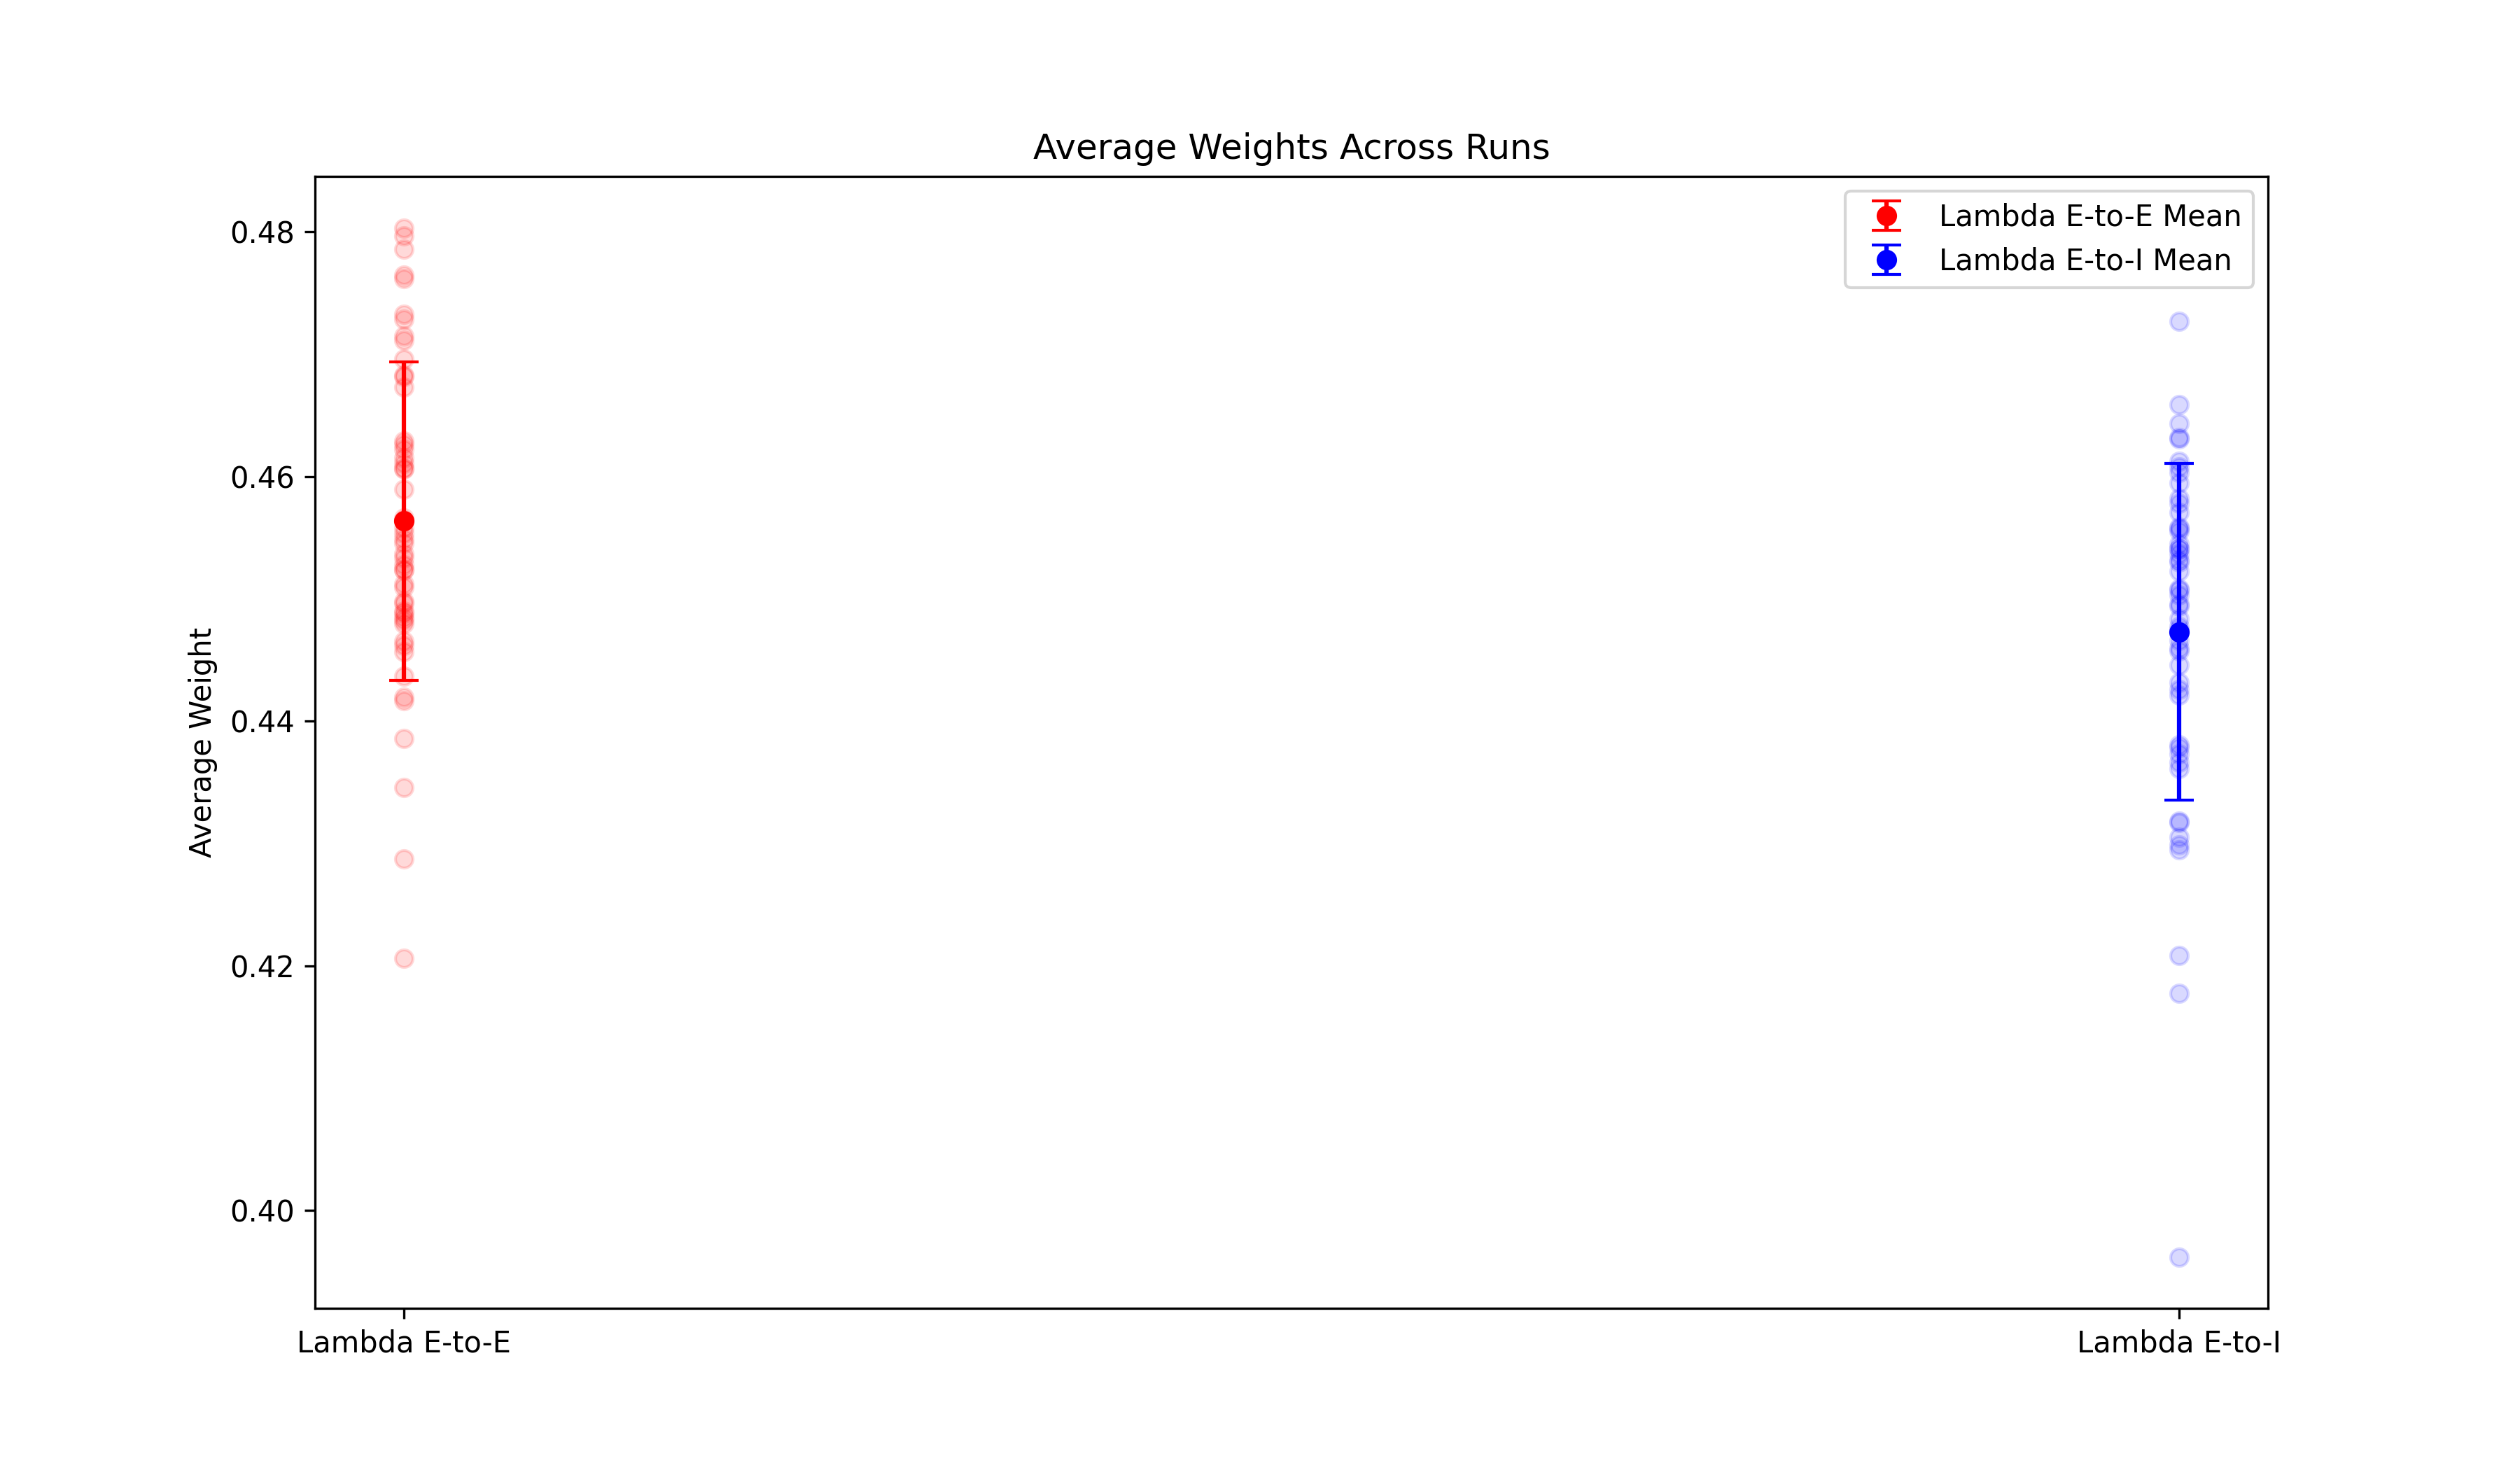 Average Weights Across Runs
Lambda E-to-E Mean
Lambda E-to-I Mean
Average Weight
0.48
0.46
0.44
0.42
0.40
Lambda E-to-E
Lambda E-to-I